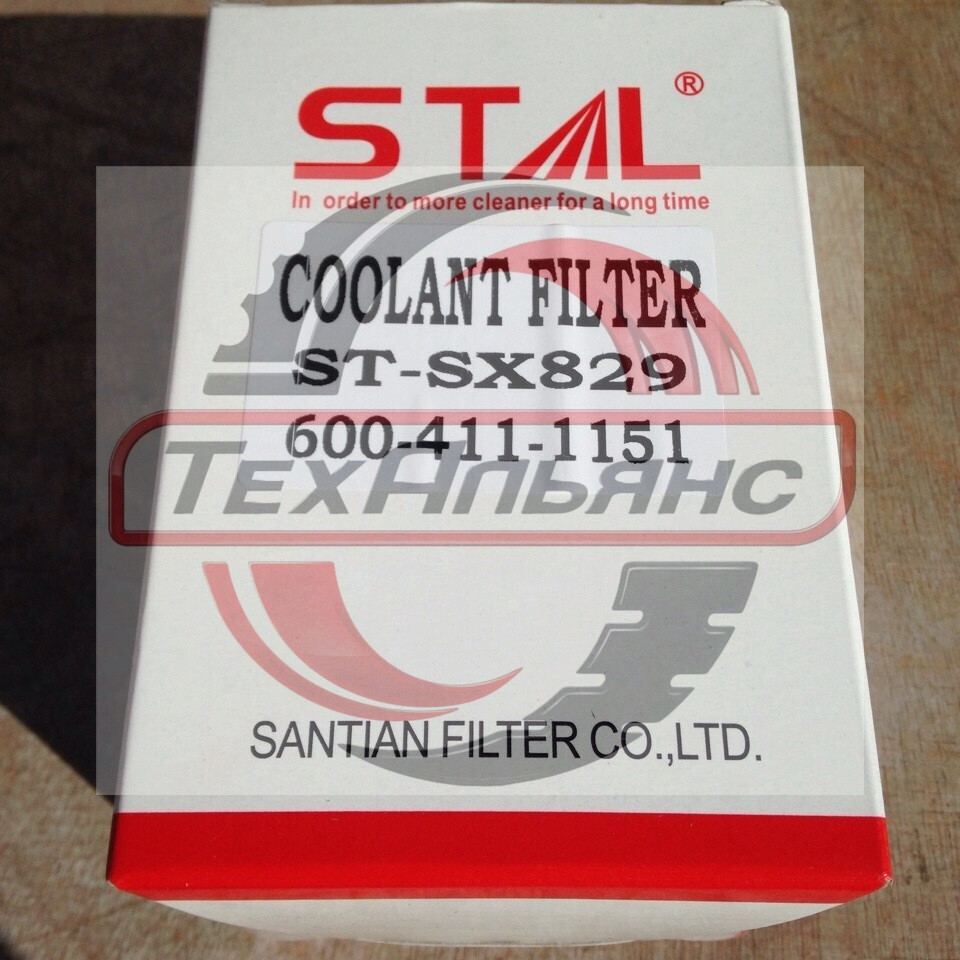 STAL®
In order to more cleaner for a long time
COOLANT FILTER
ST-SX829
600-411-1151
ТехАльянс
SANTIAN FILTER CO.,LTD.